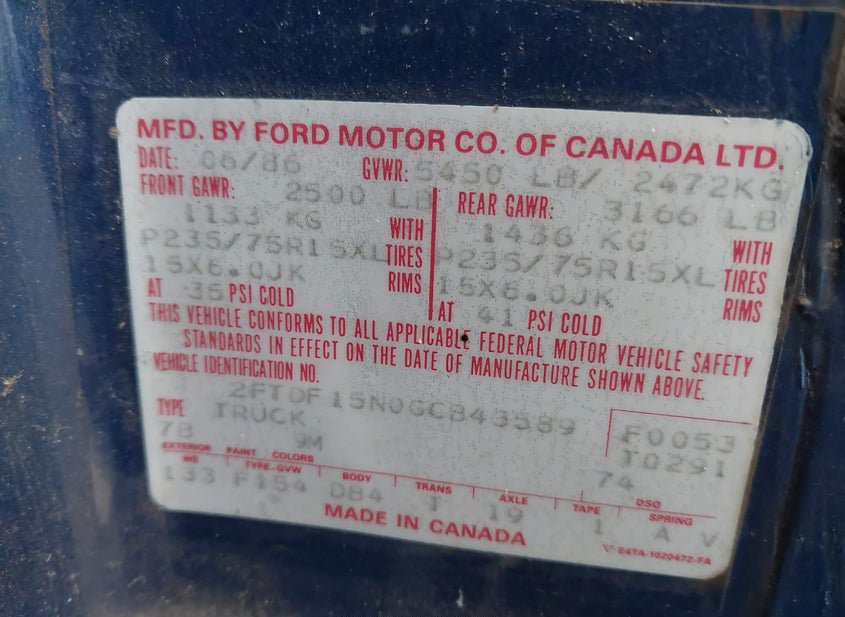 MFD. BY FORD MOTOR CO. OF CANADA LTD.
DATE: 06/86 GVWR: 5450 LB/ 2472KG
FRONT GAWR: 2500 LB REAR GAWR: 3166 LB
1133 KG WITH 1436 KG WITH
P235/75R15XL TIRES P235/75R15XL TIRES
15X6.0JK RIMS 15X6.0JK RIMS
AT 35 PSI COLD AT 41 PSI COLD
THIS VEHICLE CONFORMS TO ALL APPLICABLE FEDERAL MOTOR VEHICLE SAFETY
STANDARDS IN EFFECT ON THE DATE OF MANUFACTURE SHOWN ABOVE.
VEHICLE IDENTIFICATION NO.
2FTDF15N0GCB43589
TYPE TRUCK F0053
7B 9M T0291
EXTERIOR PAINT COLORS 74 DSO
WB TYPE-GVW BODY TRANS AXLE TAPE SPRING
133 F154 DB4 T 19 1 A V
MADE IN CANADA
E4TA-1020472-FA